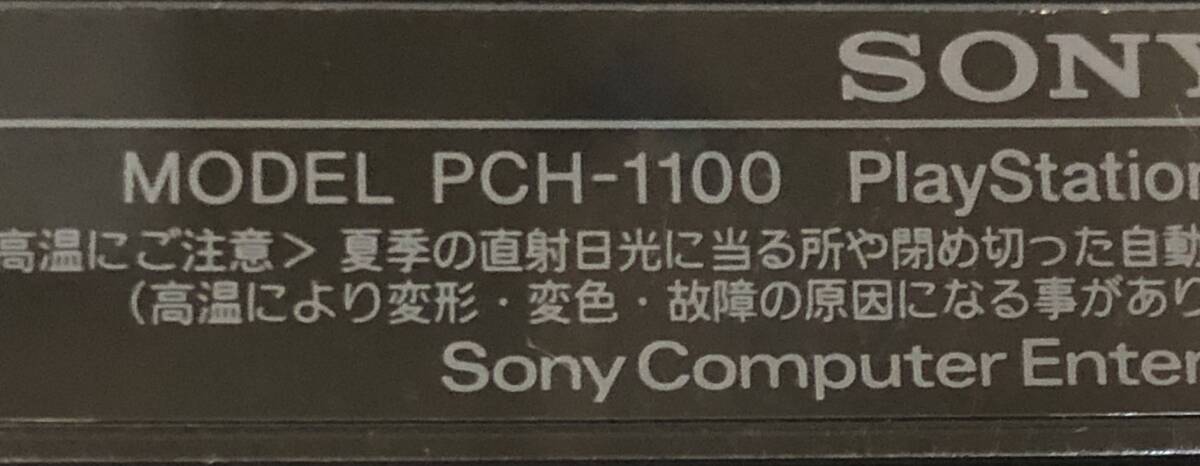 SONY
MODEL PCH-1100 PlayStation
高温にご注意> 夏季の直射日光に当る所や閉め切った自動
(高温により変形・変色・故障の原因になる事があり
Sony Computer Enter